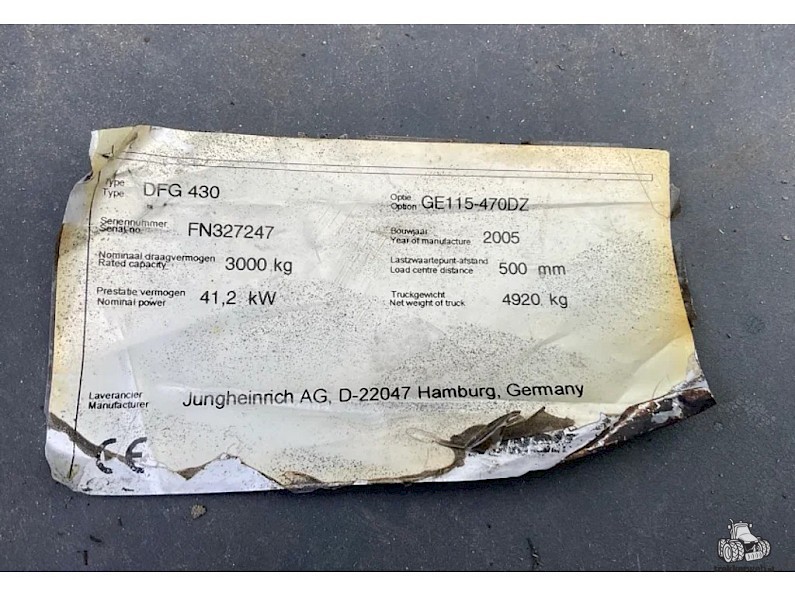 Type
Type DFG 430
Optie
Option GE115-470DZ
Seriennummer
Serial no. FN327247
Bouwjaar
Year of manufacture 2005
Nominaal draagvermogen
Rated capacity 3000 kg
Lastzwaartepunt-afstand
Load centre distance 500 mm
Prestatie vermogen
Nominal power 41,2 kW
Truckgewicht
Net weight of truck 4920 kg
Laverancier
Manufacturer Jungheinrich AG, D-22047 Hamburg, Germany
CE